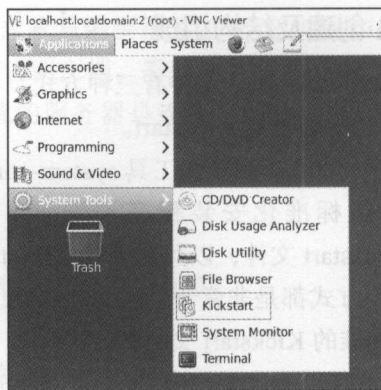 localhost.localdomain:2 (root) - VNC Viewer
Applications Places System
Accessories
Graphics
Internet
Programming
Sound & Video
System Tools
Trash
CD/DVD Creator
Disk Usage Analyzer
Disk Utility
File Browser
Kickstart
System Monitor
Terminal